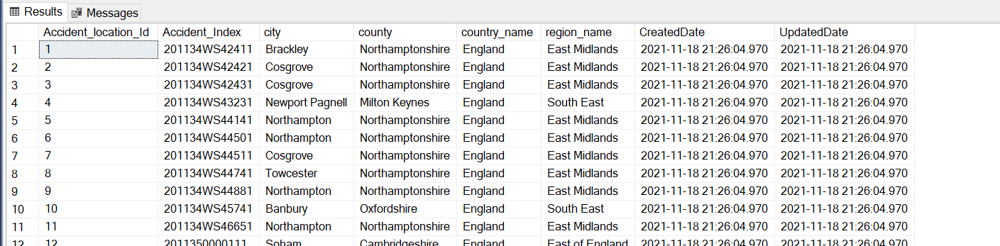 Results Messages
Accident_location_Id Accident_Index city county country_name region_name CreatedDate UpdatedDate
1 1 201134WS42411 Brackley Northamptonshire England East Midlands 2021-11-18 21:26:04.970 2021-11-18 21:26:04.970
2 2 201134WS42421 Cosgrove Northamptonshire England East Midlands 2021-11-18 21:26:04.970 2021-11-18 21:26:04.970
3 3 201134WS42431 Cosgrove Northamptonshire England East Midlands 2021-11-18 21:26:04.970 2021-11-18 21:26:04.970
4 4 201134WS43231 Newport Pagnell Milton Keynes England South East 2021-11-18 21:26:04.970 2021-11-18 21:26:04.970
5 5 201134WS44141 Northampton Northamptonshire England East Midlands 2021-11-18 21:26:04.970 2021-11-18 21:26:04.970
6 6 201134WS44501 Northampton Northamptonshire England East Midlands 2021-11-18 21:26:04.970 2021-11-18 21:26:04.970
7 7 201134WS44511 Cosgrove Northamptonshire England East Midlands 2021-11-18 21:26:04.970 2021-11-18 21:26:04.970
8 8 201134WS44741 Towcester Northamptonshire England East Midlands 2021-11-18 21:26:04.970 2021-11-18 21:26:04.970
9 9 201134WS44881 Northampton Northamptonshire England East Midlands 2021-11-18 21:26:04.970 2021-11-18 21:26:04.970
10 10 201134WS45741 Banbury Oxfordshire England South East 2021-11-18 21:26:04.970 2021-11-18 21:26:04.970
11 11 201134WS46651 Northampton Northamptonshire England East Midlands 2021-11-18 21:26:04.970 2021-11-18 21:26:04.970
12 12 2011350000111 Soham Cambridgeshire England East of England 2021-11-18 21:26:04.970 2021-11-18 21:26:04.970